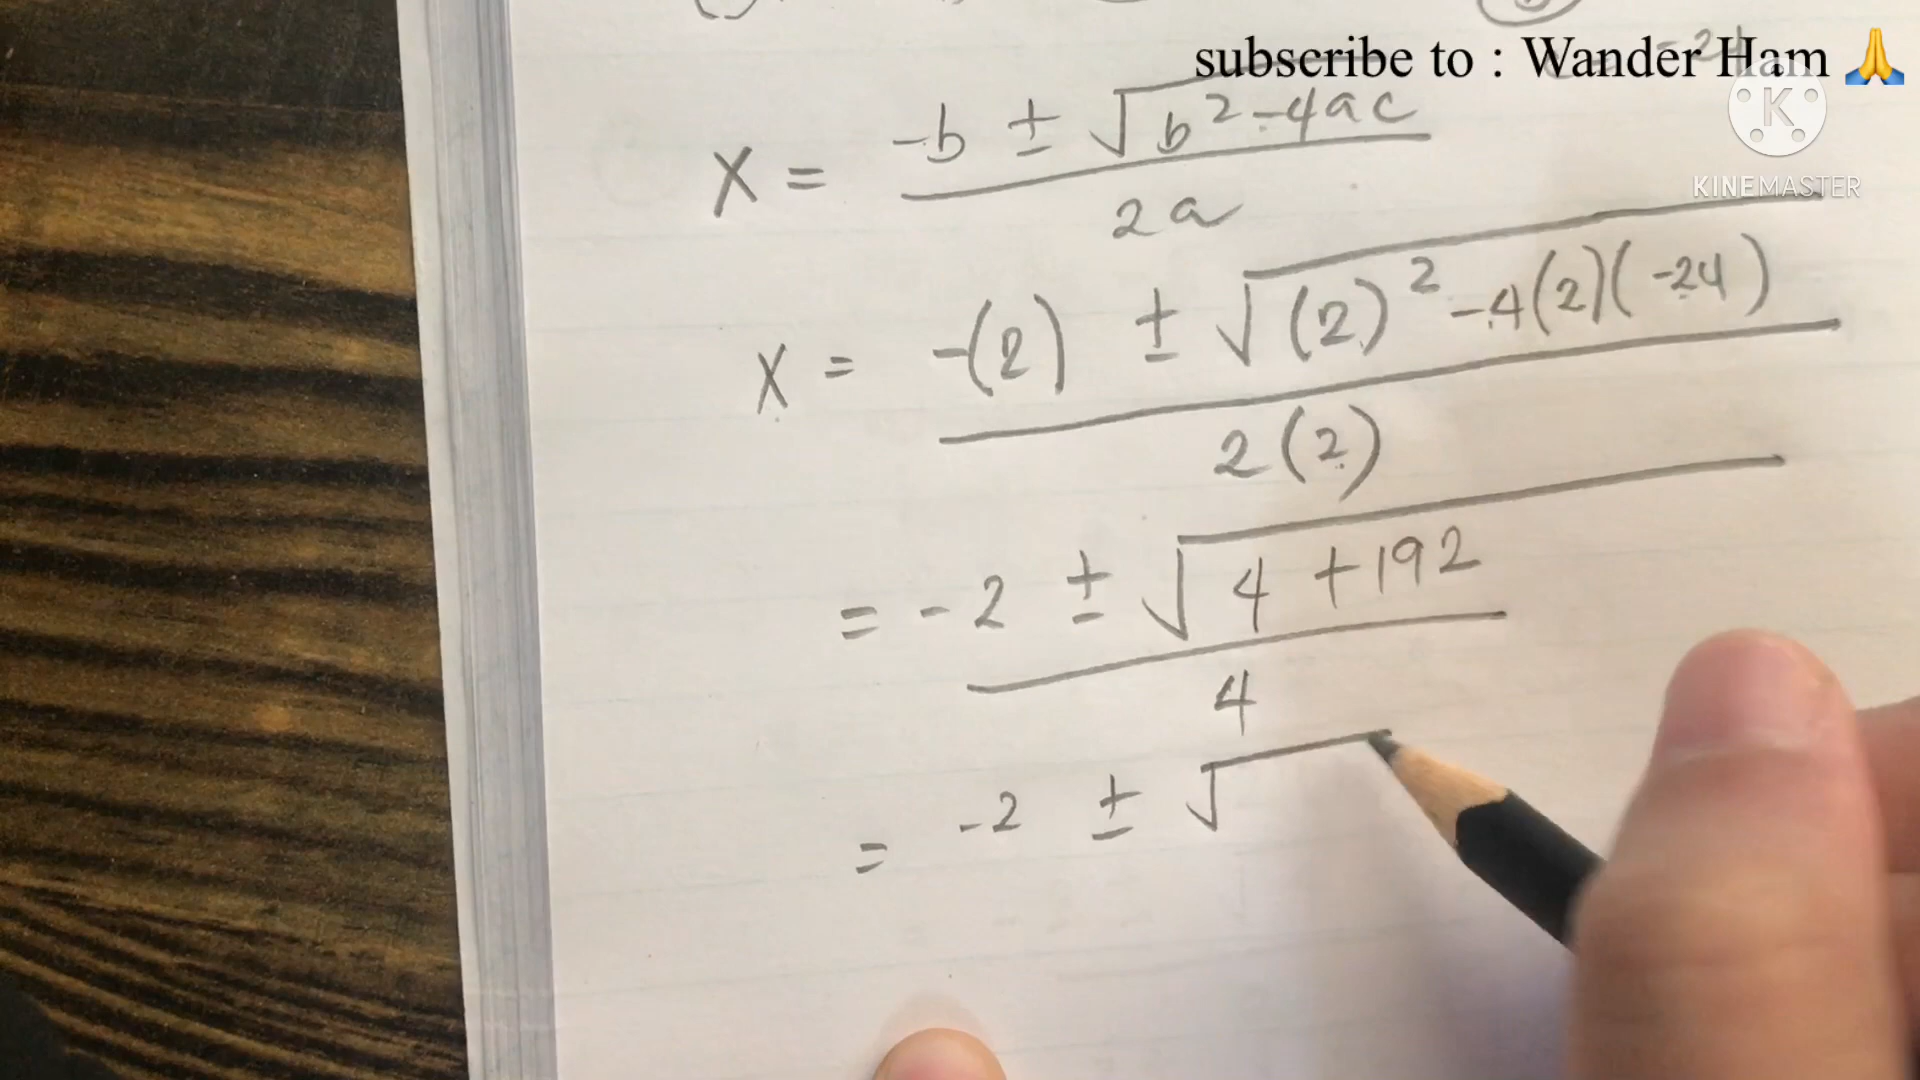 subscribe to : Wander Ham 🙏
K
KINEMASTER
X = -b ± √b² -4ac
2a
X = -(2) ± √(2)² -4(2)(-24)
2(2)
= -2 ± √4 +192
4
= -2 ± √